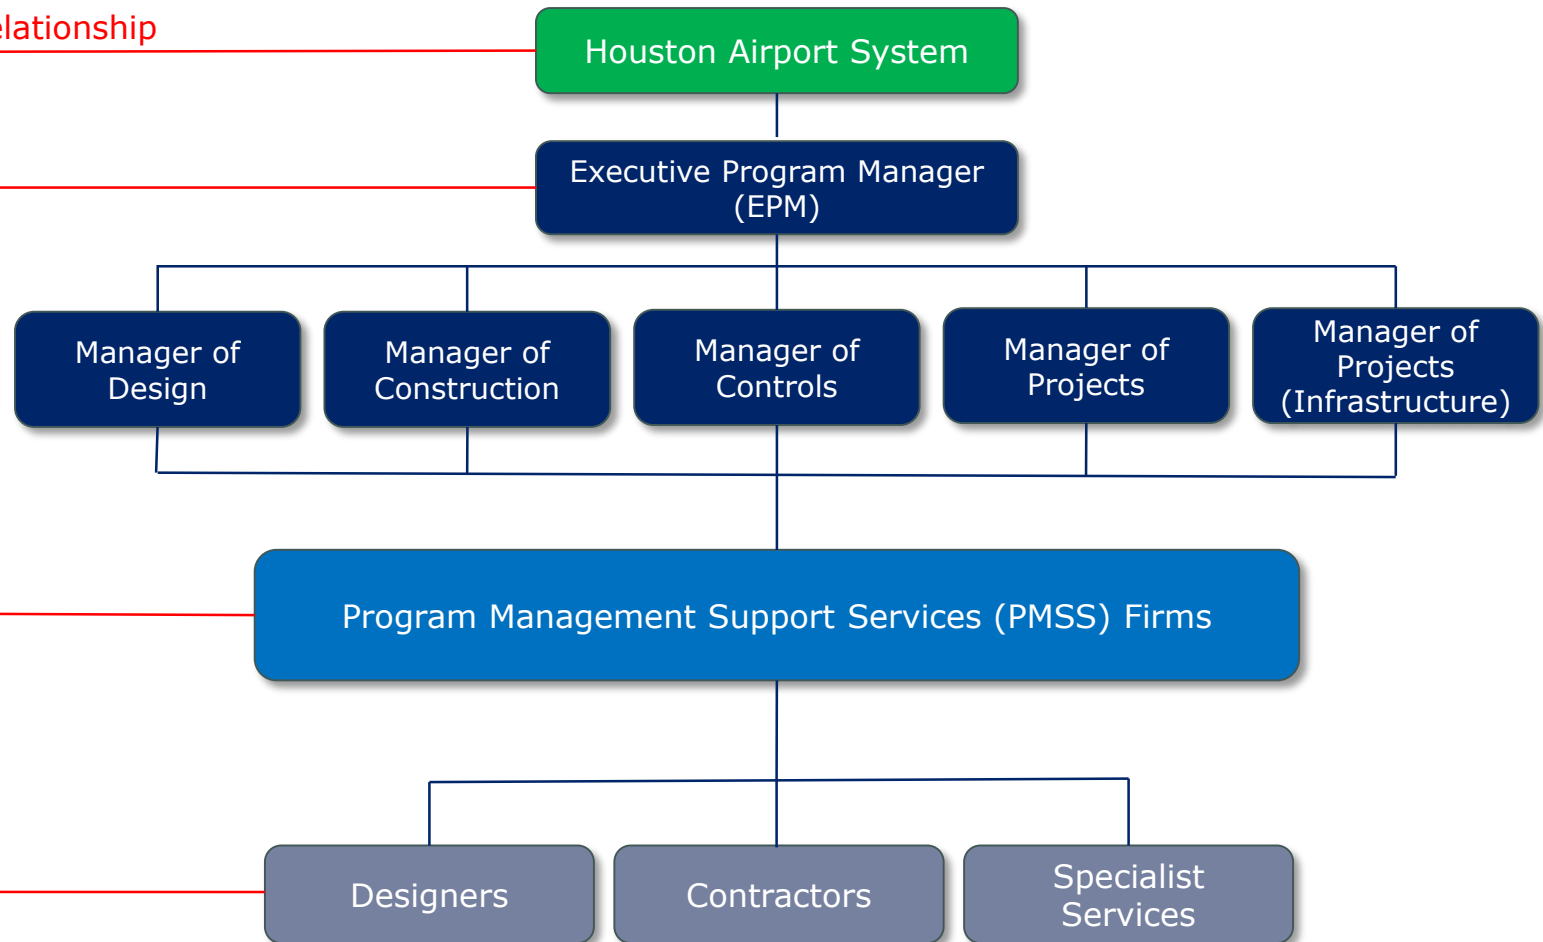 elationship
Houston Airport System
Executive Program Manager
(EPM)
Manager of
Design
Manager of
Construction
Manager of
Controls
Manager of
Projects
Manager of
Projects
(Infrastructure)
Program Management Support Services (PMSS) Firms
Designers
Contractors
Specialist
Services